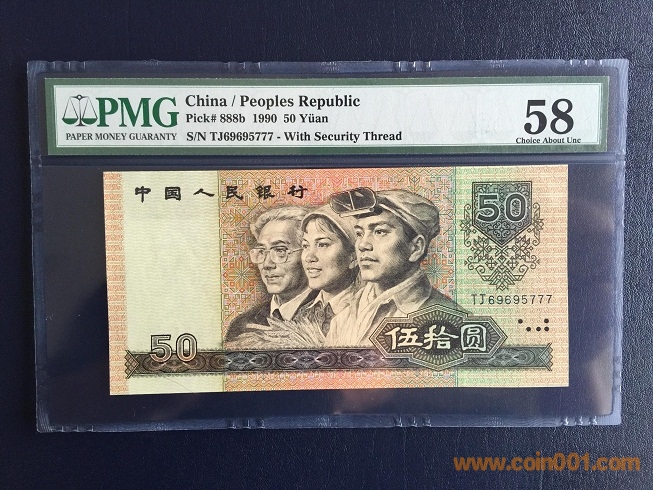 PMG
PAPER MONEY GUARANTY
China / Peoples Republic
Pick# 888b 1990 50 Yüan
S/N TJ69695777 - With Security Thread
58
Choice About Unc
中国人民银行
50
TJ69695777
50
伍拾圆
www.coin001.com